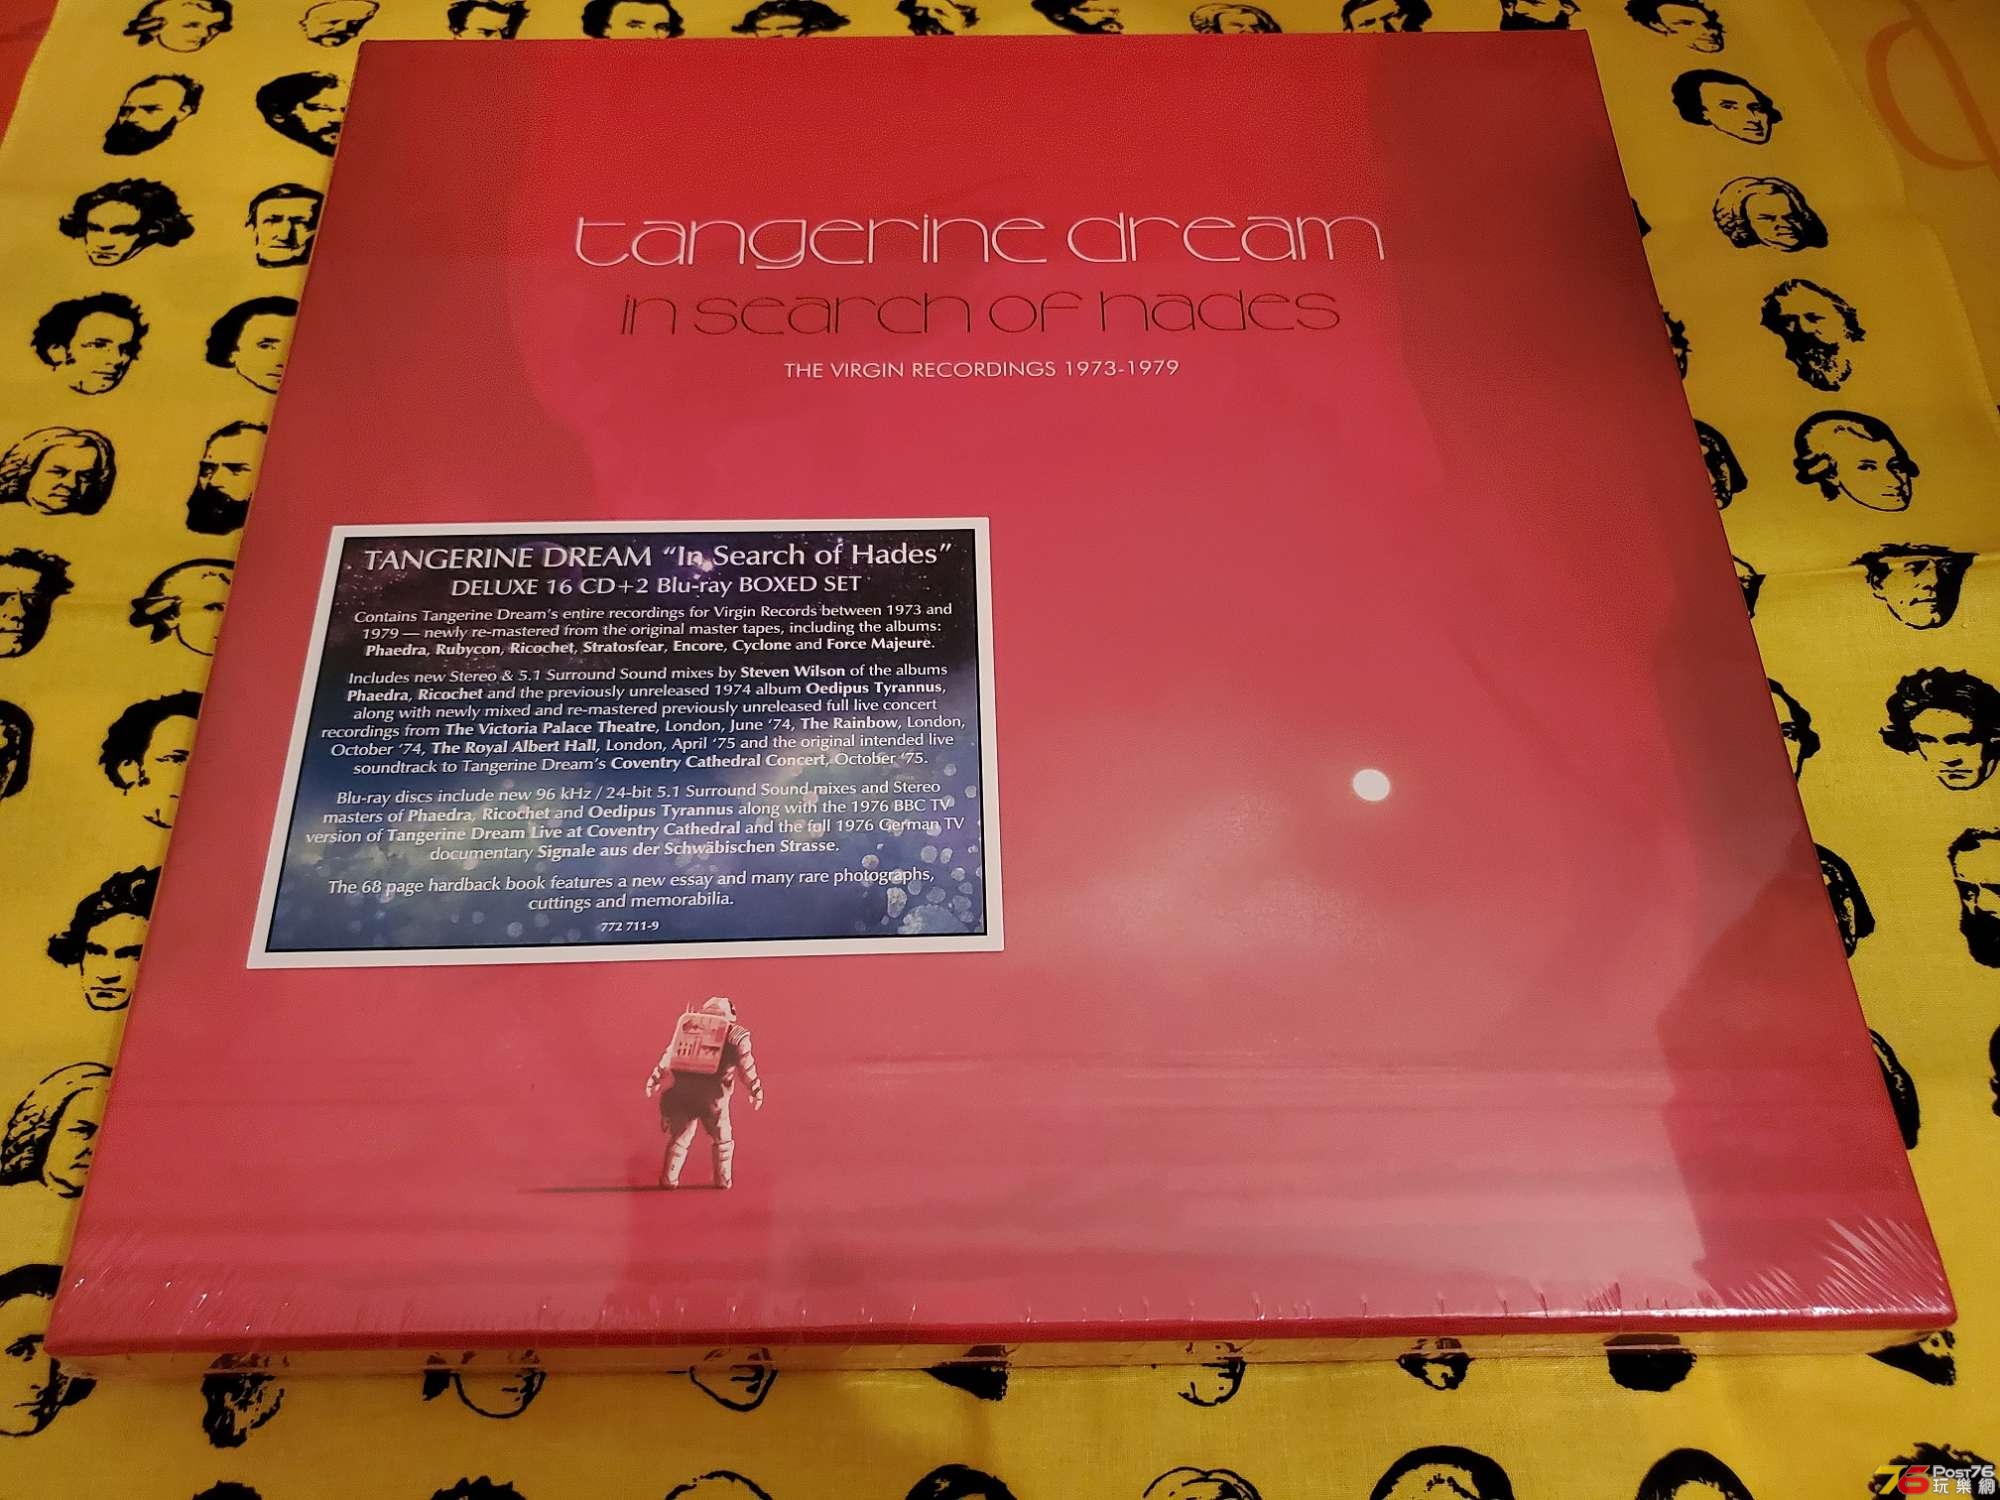 tangerine dream
in search of hades
THE VIRGIN RECORDINGS 1973-1979
TANGERINE DREAM “In Search of Hades”
DELUXE 16 CD+2 Blu-ray BOXED SET
Contains Tangerine Dream's entire recordings for Virgin Records between 1973 and
1979 — newly re-mastered from the original master tapes, including the albums:
Phaedra, Rubycon, Ricochet, Stratosfear, Encore, Cyclone and Force Majeure.
Includes new Stereo & 5.1 Surround Sound mixes by Steven Wilson of the albums
Phaedra, Ricochet and the previously unreleased 1974 album Oedipus Tyrannus,
along with newly mixed and re-mastered previously unreleased full live concert
recordings from The Victoria Palace Theatre, London, June ‘74, The Rainbow, London,
October ‘74, The Royal Albert Hall, London, April ‘75 and the original intended live
soundtrack to Tangerine Dream's Coventry Cathedral Concert, October ‘75.
Blu-ray discs include new 96 kHz / 24-bit 5.1 Surround Sound mixes and Stereo
masters of Phaedra, Ricochet and Oedipus Tyrannus along with the 1976 BBC TV
version of Tangerine Dream Live at Coventry Cathedral and the full 1976 German TV
documentary Signale aus der Schwäbischen Strasse.
The 68 page hardback book features a new essay and many rare photographs,
cuttings and memorabilia.
772 711-9
76 Post76
玩樂網